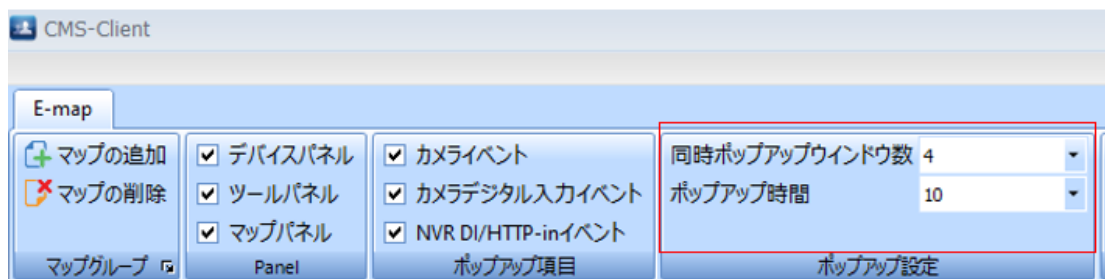 CMS-Client
E-map
マップの追加
マップの削除
マップグループ
デバイスパネル
ツールパネル
マップパネル
Panel
カメライベント
カメラデジタル入力イベント
NVR DI/HTTP-inイベント
ポップアップ項目
同時ポップアップウインドウ数 4
ポップアップ時間 10
ポップアップ設定